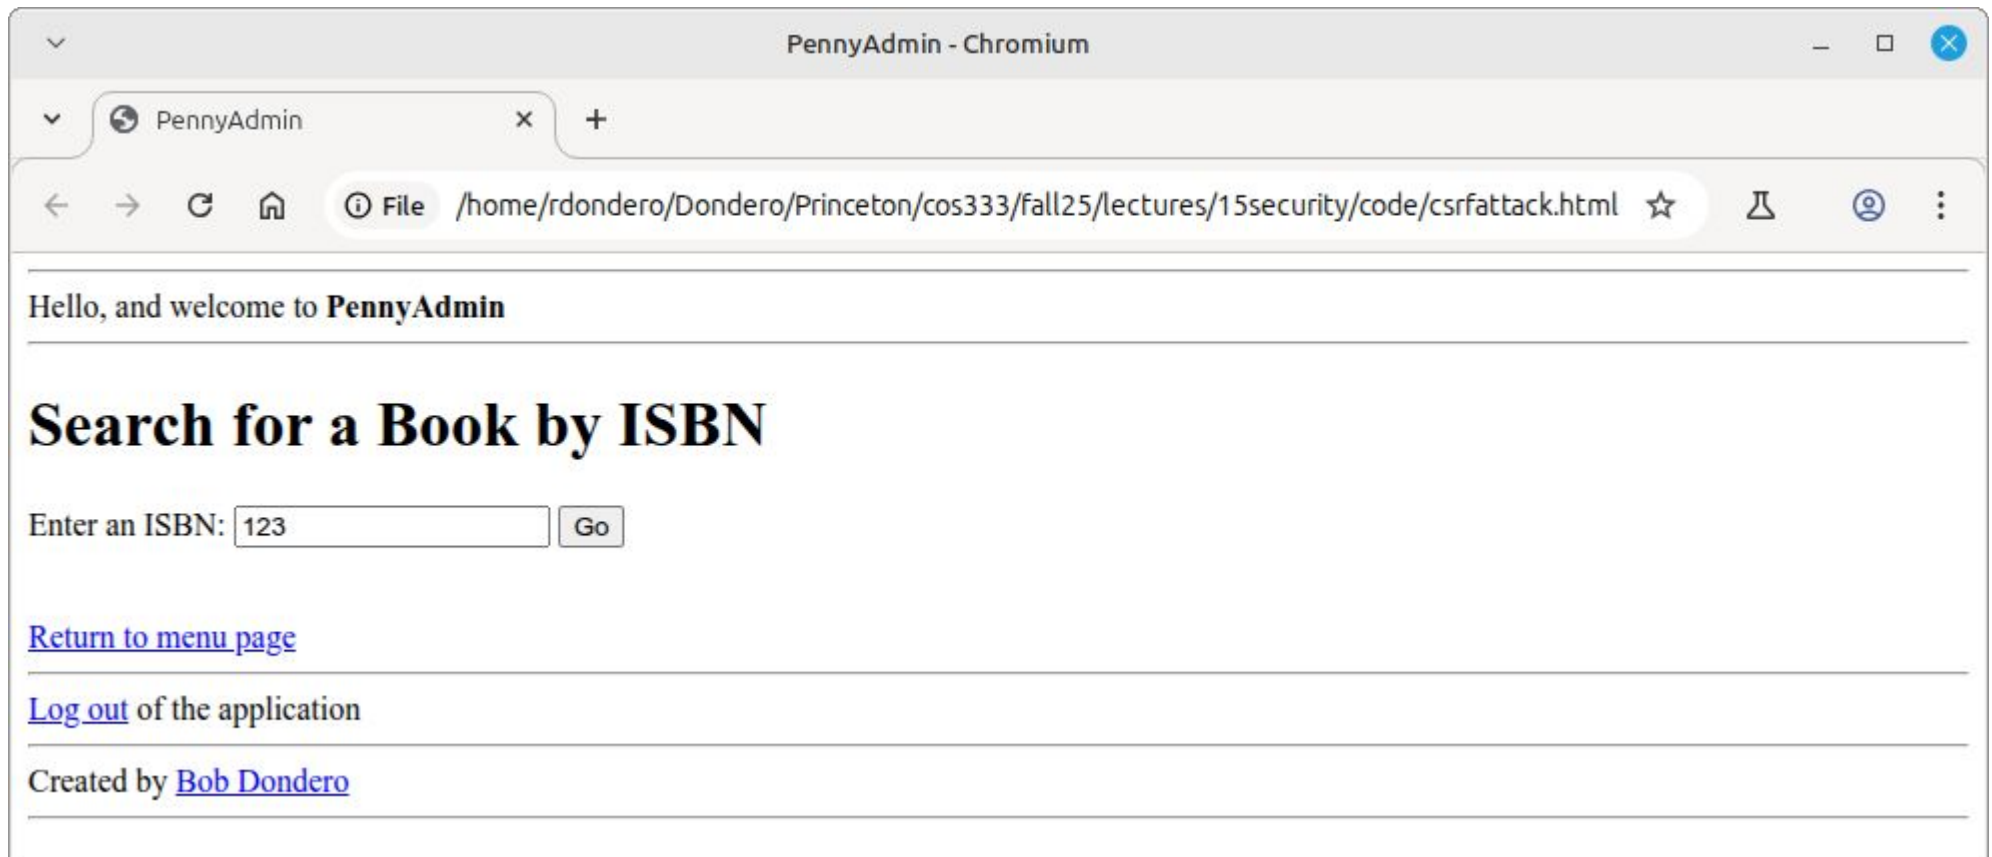 PennyAdmin - Chromium
PennyAdmin
File /home/rdondero/Dondero/Princeton/cos333/fall25/lectures/15security/code/csrfattack.html
Hello, and welcome to PennyAdmin
Search for a Book by ISBN
Enter an ISBN: 123 Go
Return to menu page
Log out of the application
Created by Bob Dondero